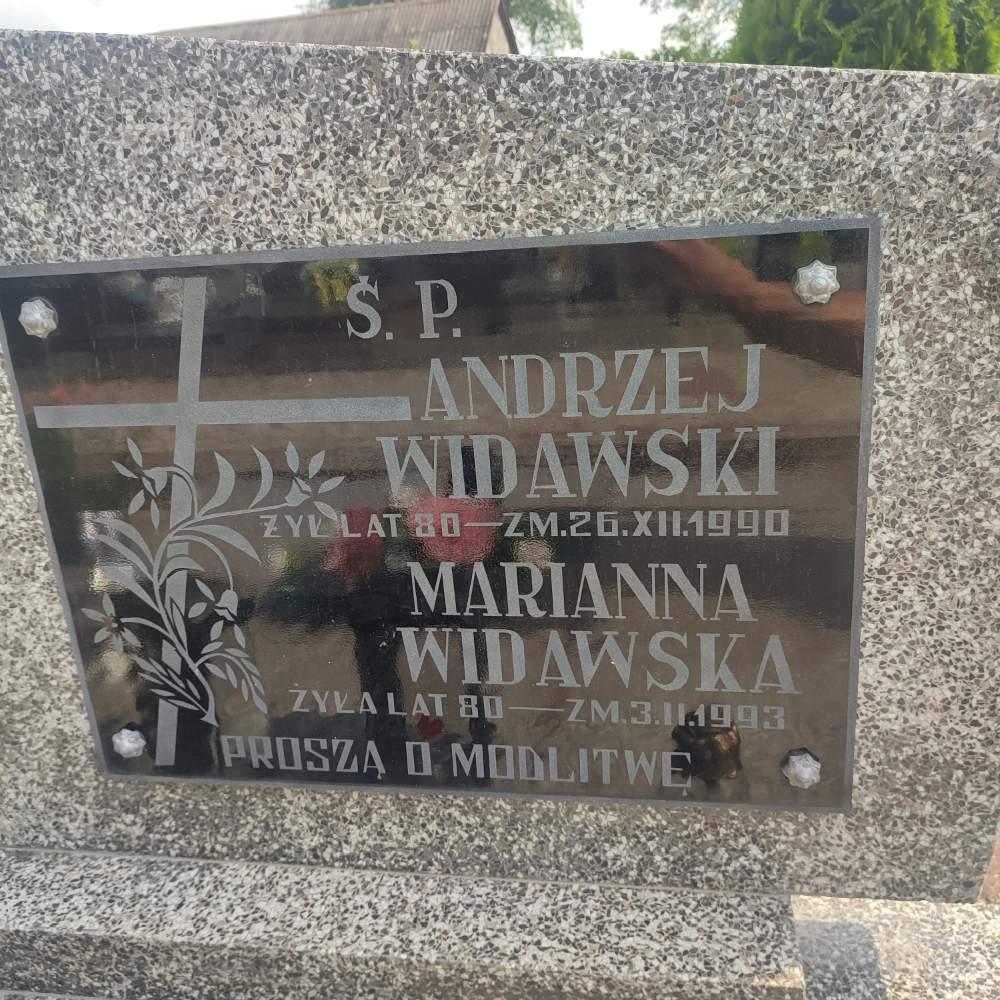 Ś. P.
ANDRZEJ
WIDAWSKI
ŻYŁ LAT 80 — ZM. 26.XII.1990
MARIANNA
WIDAWSKA
ŻYŁA LAT 80 — ZM. 3.II.1993
PROSZĄ O MODLITWĘ